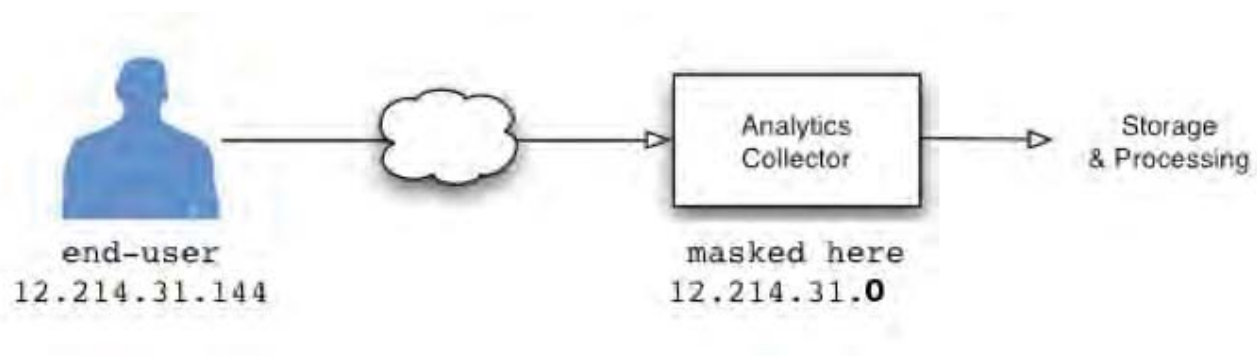 Analytics
Collector
Storage
& Processing
end-user
12.214.31.144
masked here
12.214.31.0